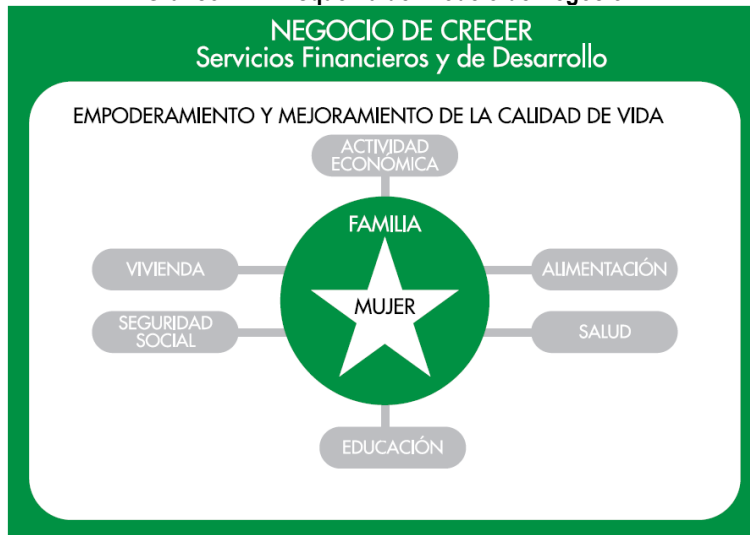 NEGOCIO DE CRECER
Servicios Financieros y de Desarrollo
EMPODERAMIENTO Y MEJORAMIENTO DE LA CALIDAD DE VIDA
ACTIVIDAD
ECONÓMICA
FAMILIA
VIVIENDA
ALIMENTACIÓN
MUJER
SEGURIDAD
SOCIAL
SALUD
EDUCACIÓN